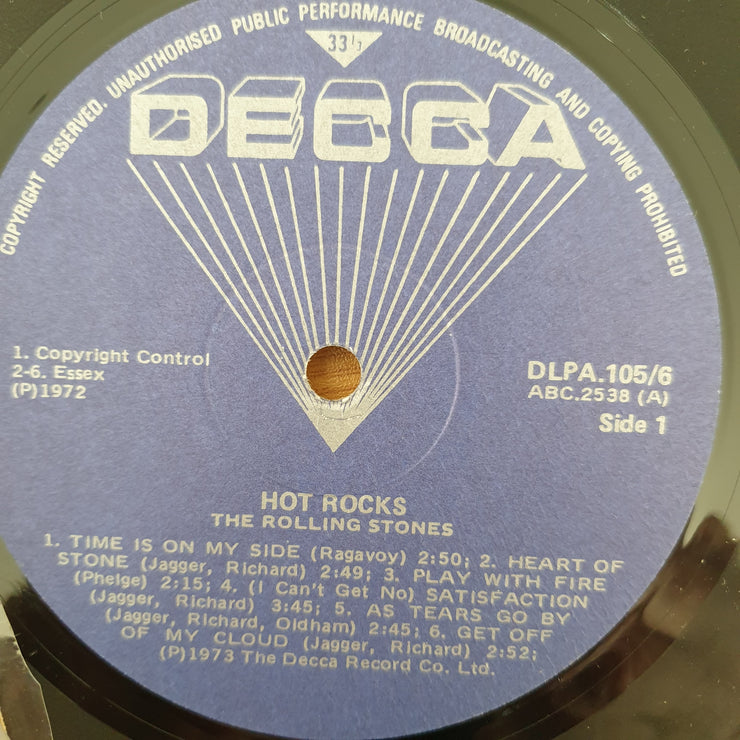 COPYRIGHT RESERVED. UNAUTHORISED PUBLIC PERFORMANCE BROADCASTING AND COPYING PROHIBITED
33⅓
DECCA
1. Copyright Control
2-6. Essex
(P)1972
DLPA.105/6
ABC.2538 (A)
Side 1
HOT ROCKS
THE ROLLING STONES
1. TIME IS ON MY SIDE (Ragavoy) 2:50; 2. HEART OF
STONE (Jagger, Richard) 2:49; 3. PLAY WITH FIRE
(Phelge) 2:15; 4. (I Can't Get No) SATISFACTION
(Jagger, Richard) 3:45; 5. AS TEARS GO BY
(Jagger, Richard, Oldham) 2:45; 6. GET OFF
OF MY CLOUD (Jagger, Richard) 2:52;
(P)1973 The Decca Record Co. Ltd.